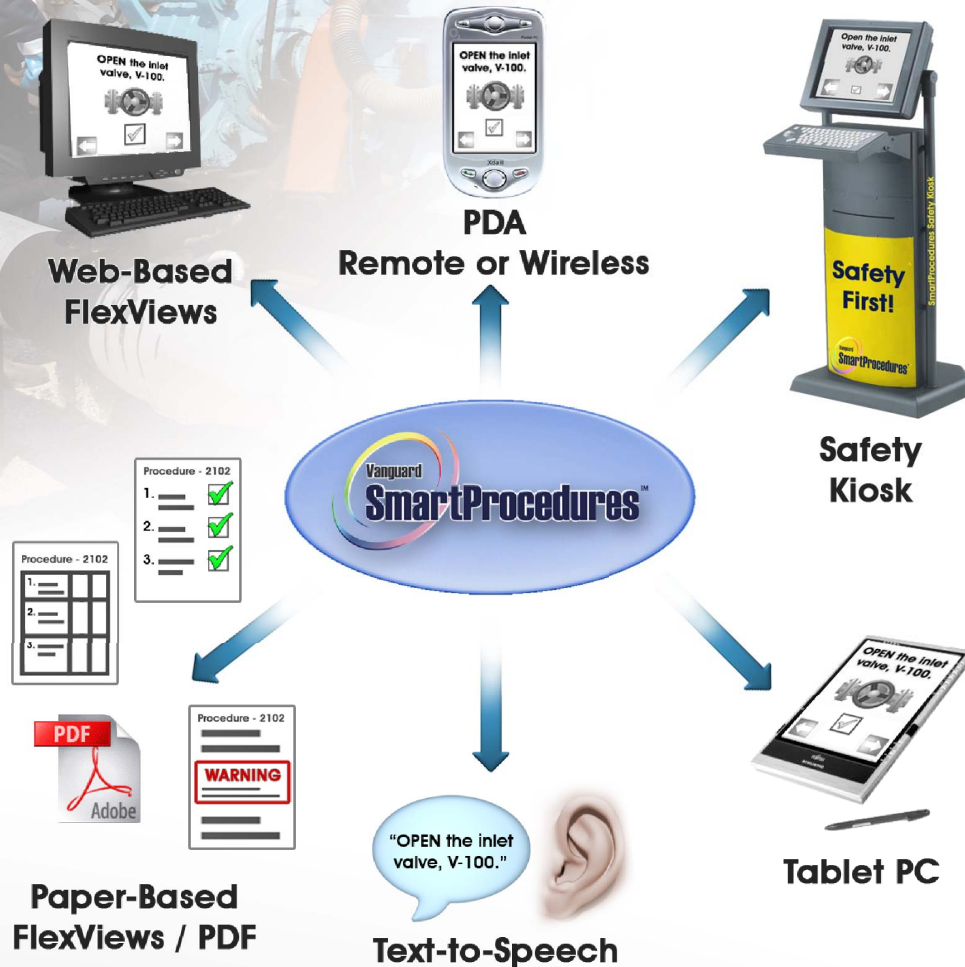 OPEN the inlet
valve, V-100.
Web-Based
FlexViews
OPEN the inlet
valve, V-100.
PDA
Remote or Wireless
Open the inlet
valve, V-100.
SmartProcedures Safety Kiosk
Safety
First!
Vanguard
SmartProcedures
Safety
Kiosk
Vanguard
SmartProcedures™
Procedure - 2102
1.
2.
3.
Procedure - 2102
1.
2.
3.
PDF
Adobe
Procedure - 2102
WARNING
Paper-Based
FlexViews / PDF
"OPEN the inlet
valve, V-100."
Text-to-Speech
OPEN the inlet
valve, V-100.
Tablet PC